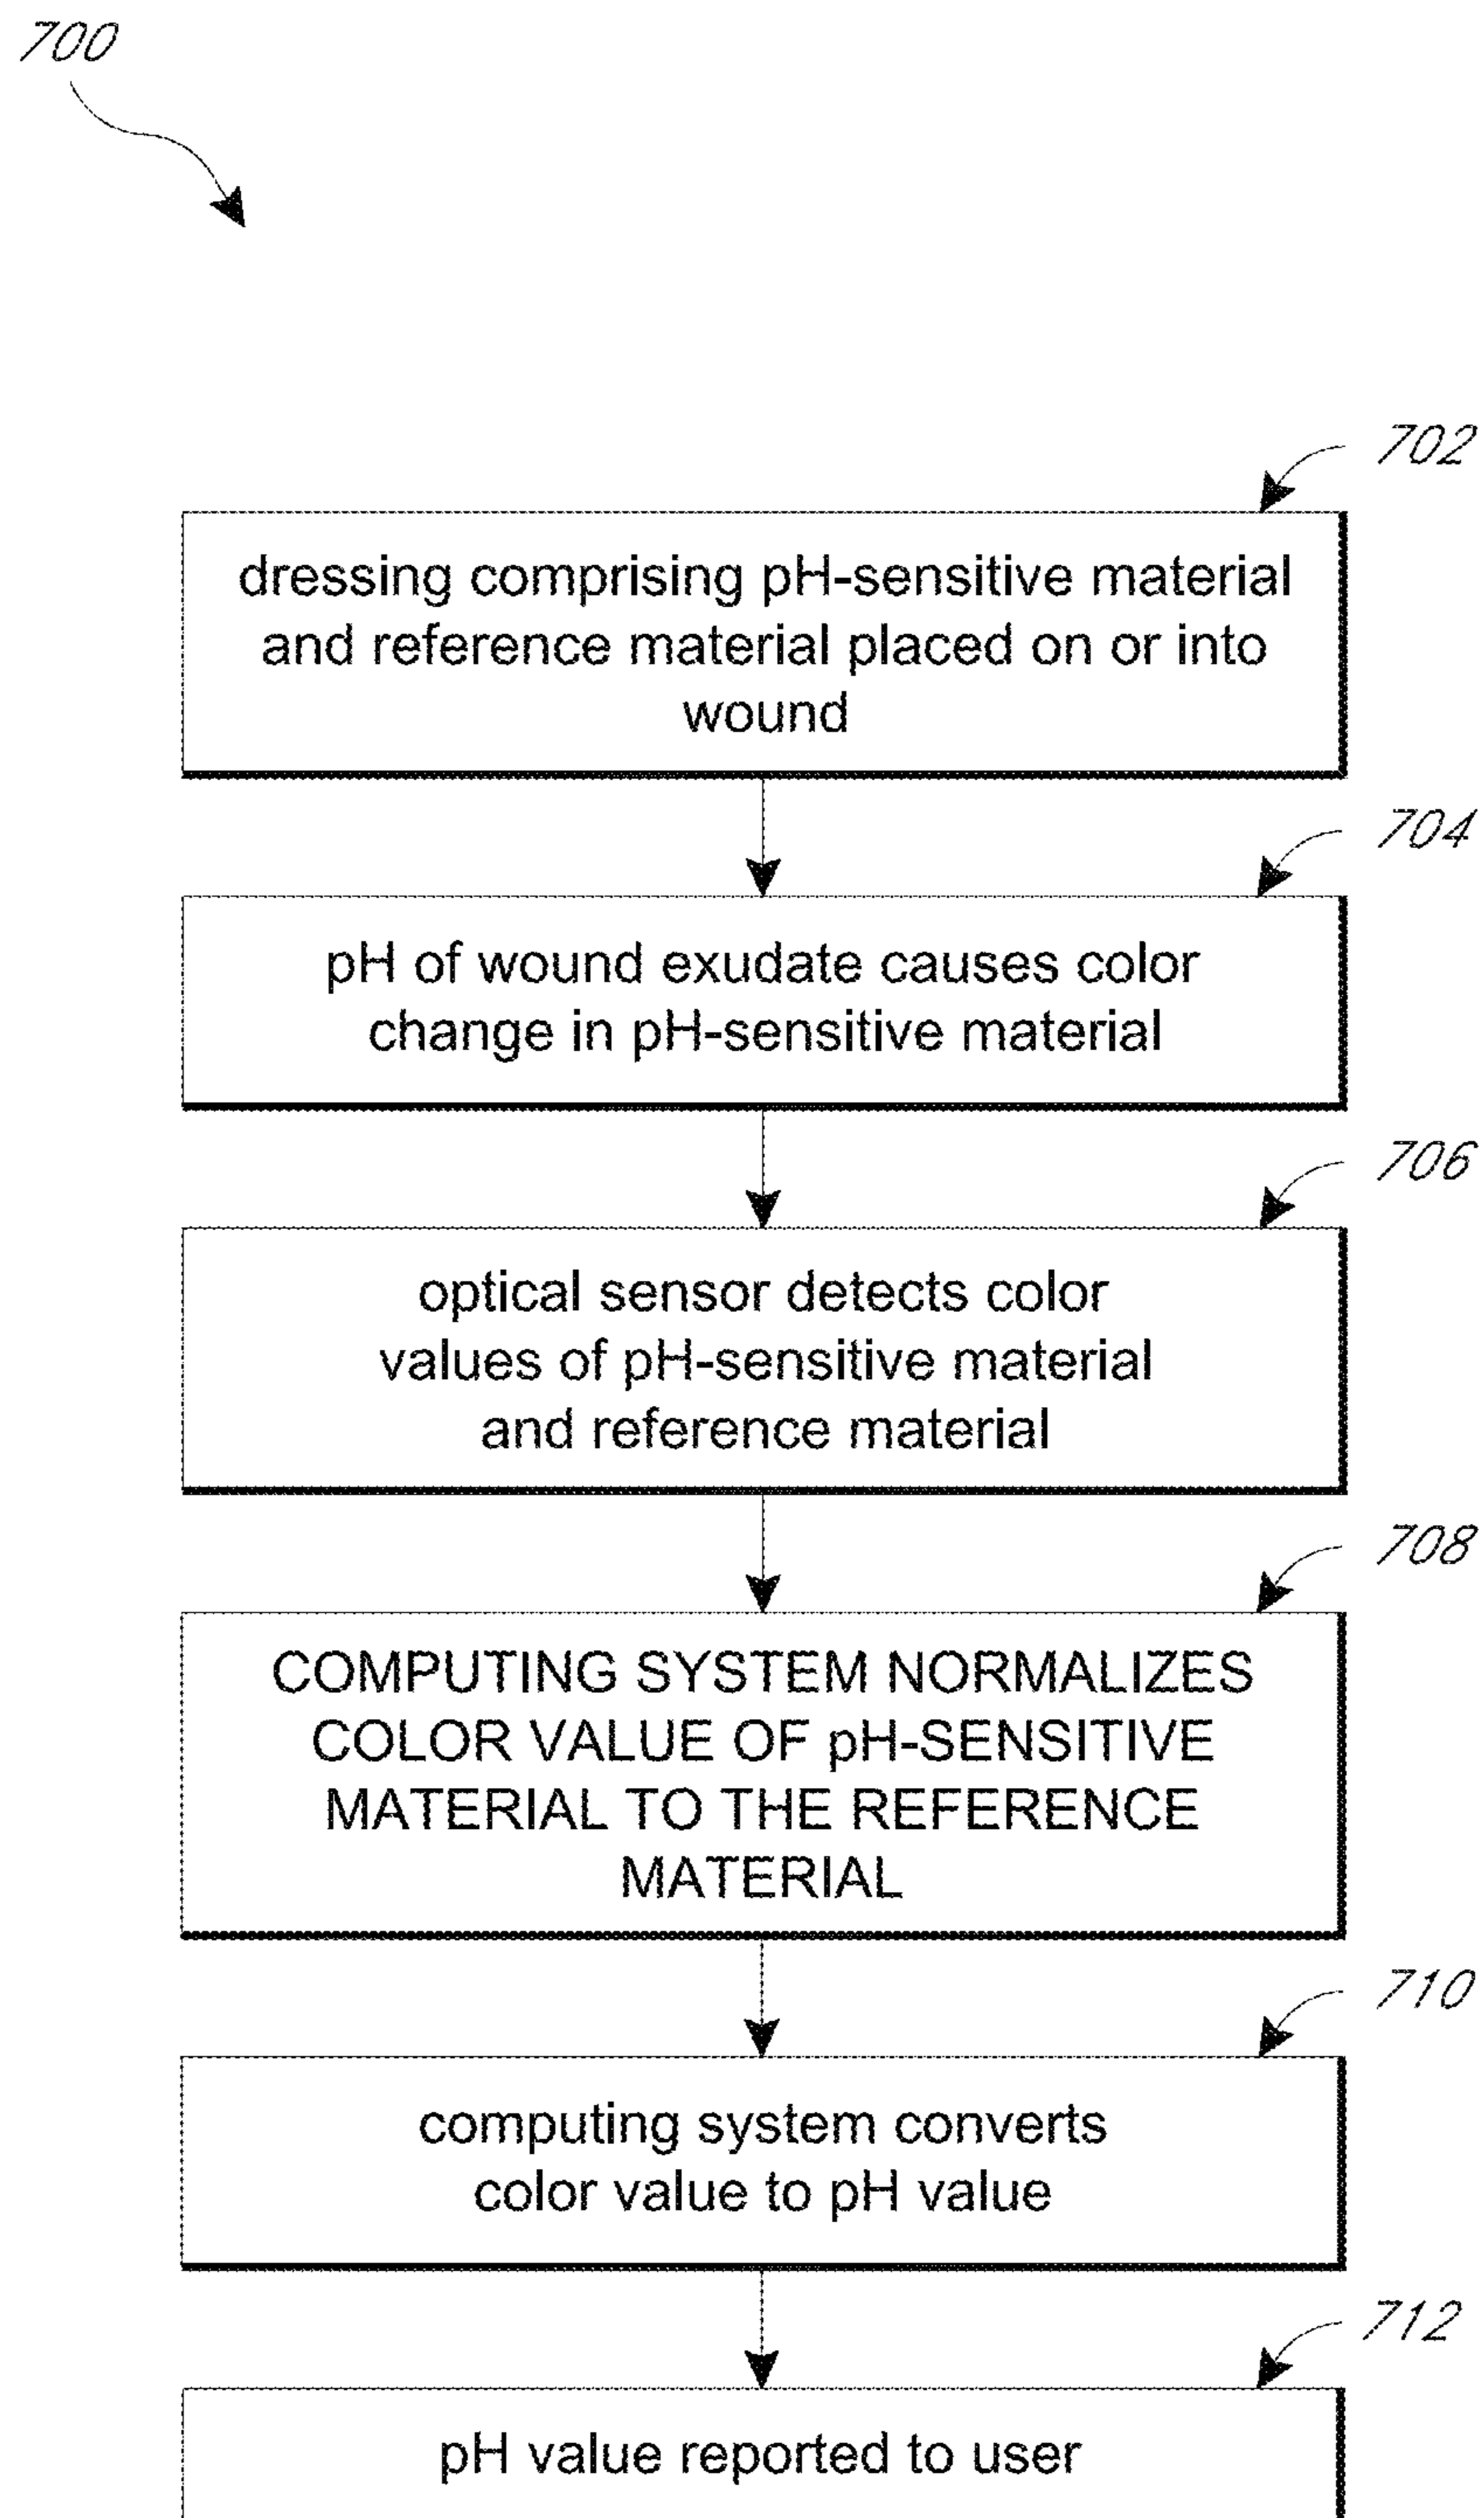 700
702
dressing comprising pH-sensitive material
and reference material placed on or into
wound
704
pH of wound exudate causes color
change in pH-sensitive material
706
optical sensor detects color
values of pH-sensitive material
and reference material
708
COMPUTING SYSTEM NORMALIZES
COLOR VALUE OF pH-SENSITIVE
MATERIAL TO THE REFERENCE
MATERIAL
710
computing system converts
color value to pH value
712
pH value reported to user